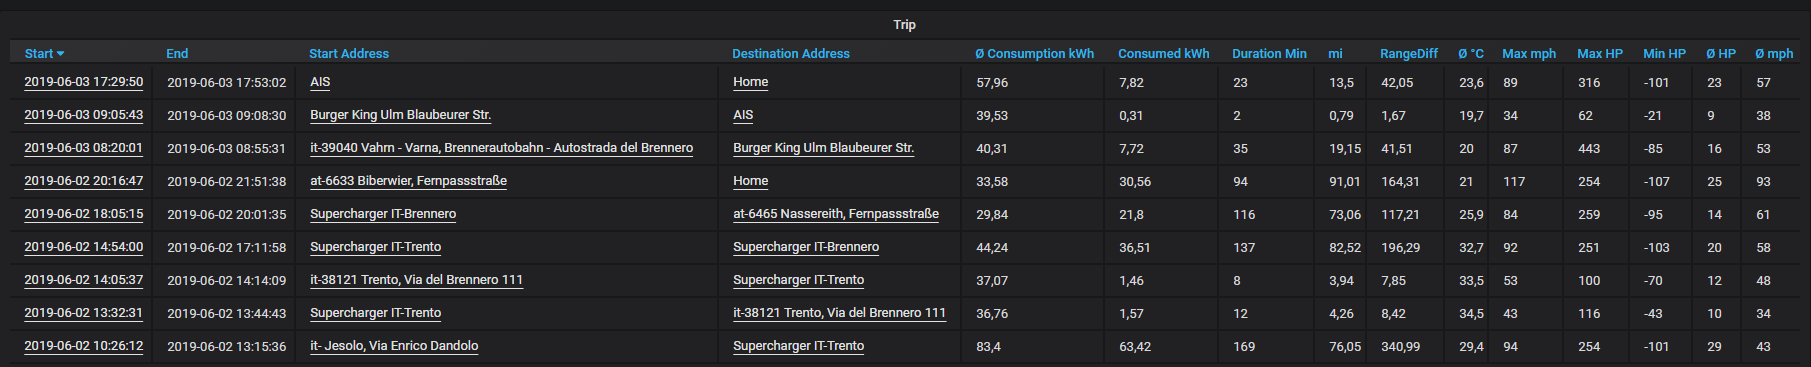 Trip
Start End Start Address Destination Address Ø Consumption kWh Consumed kWh Duration Min mi RangeDiff Ø °C Max mph Max HP Min HP Ø HP Ø mph
2019-06-03 17:29:50 2019-06-03 17:53:02 AIS Home 57,96 7,82 23 13,5 42,05 23,6 89 316 -101 23 57
2019-06-03 09:05:43 2019-06-03 09:08:30 Burger King Ulm Blaubeurer Str. AIS 39,53 0,31 2 0,79 1,67 19,7 34 62 -21 9 38
2019-06-03 08:20:01 2019-06-03 08:55:31 it-39040 Vahrn - Varna, Brennerautobahn - Autostrada del Brennero Burger King Ulm Blaubeurer Str. 40,31 7,72 35 19,15 41,51 20 87 443 -85 16 53
2019-06-02 20:16:47 2019-06-02 21:51:38 at-6633 Biberwier, Fernpassstraße Home 33,58 30,56 94 91,01 164,31 21 117 254 -107 25 93
2019-06-02 18:05:15 2019-06-02 20:01:35 Supercharger IT-Brennero at-6465 Nassereith, Fernpassstraße 29,84 21,8 116 73,06 117,21 25,9 84 259 -95 14 61
2019-06-02 14:54:00 2019-06-02 17:11:58 Supercharger IT-Trento Supercharger IT-Brennero 44,24 36,51 137 82,52 196,29 32,7 92 251 -103 20 58
2019-06-02 14:05:37 2019-06-02 14:14:09 it-38121 Trento, Via del Brennero 111 Supercharger IT-Trento 37,07 1,46 8 3,94 7,85 33,5 53 100 -70 12 48
2019-06-02 13:32:31 2019-06-02 13:44:43 Supercharger IT-Trento it-38121 Trento, Via del Brennero 111 36,76 1,57 12 4,26 8,42 34,5 43 116 -43 10 34
2019-06-02 10:26:12 2019-06-02 13:15:36 it- Jesolo, Via Enrico Dandolo Supercharger IT-Trento 83,4 63,42 169 76,05 340,99 29,4 94 254 -101 29 43